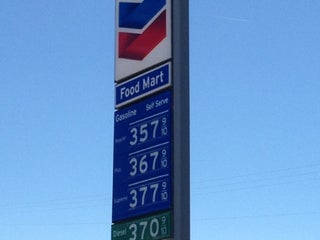 Food Mart
Gasoline Self Serve
Regular 357 9/10
Plus 367 9/10
Supreme 377 9/10
Diesel 370 9/10